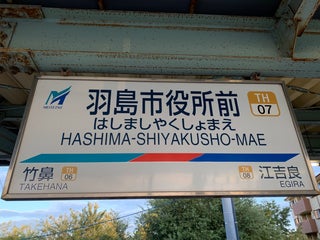 MEITETSU
羽島市役所前
TH
07
はしましやくしょまえ
HASHIMA-SHIYAKUSHO-MAE
竹鼻
TH
06
TAKEHANA
TH
08
江吉良
EGIRA